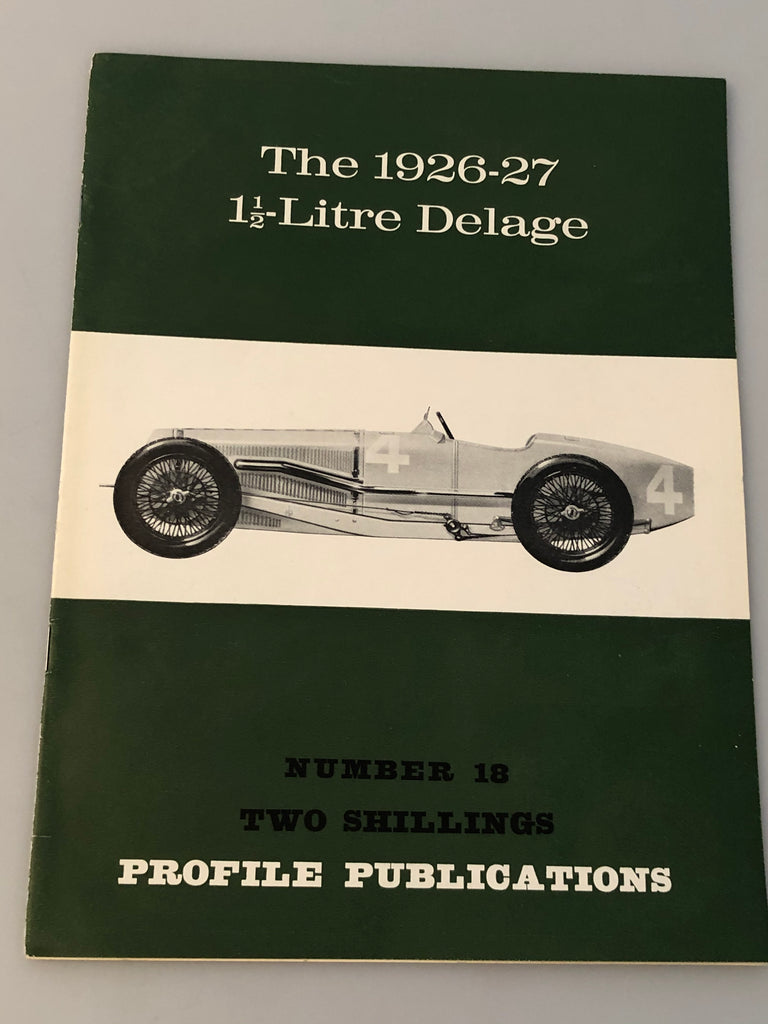 The 1926-27
1½-Litre Delage
4
4
NUMBER 18
TWO SHILLINGS
PROFILE PUBLICATIONS